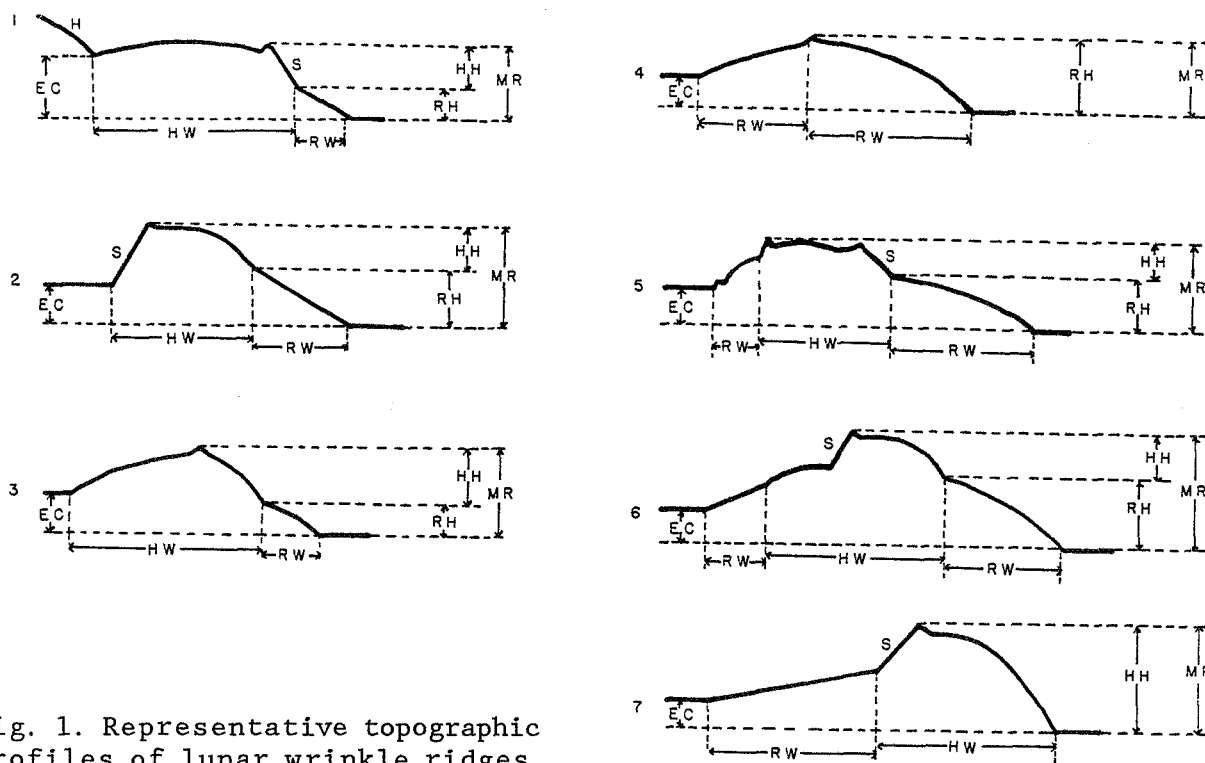 1
H
S
EC
HW
RW
HH
RH
MR
2
S
EC
HW
RW
HH
RH
MR
3
EC
HW
RW
HH
RH
MR
ig. 1. Representative topographic
rofiles of lunar wrinkle ridges
4
EC
RW
RW
RH
MR
5
S
EC
RW
HW
RW
HH
RH
MR
6
S
EC
RW
HW
RW
HH
RH
MR
7
S
EC
RW
HW
HH
MR